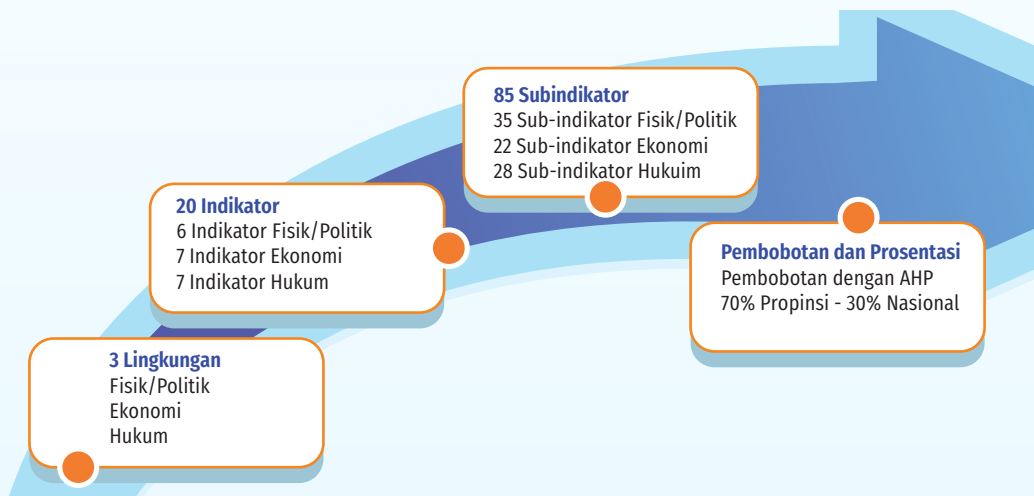 85 Subindikator
35 Sub-indikator Fisik/Politik
22 Sub-indikator Ekonomi
28 Sub-indikator Hukuim
20 Indikator
6 Indikator Fisik/Politik
7 Indikator Ekonomi
7 Indikator Hukum
Pembobotan dan Prosentasi
Pembobotan dengan AHP
70% Propinsi - 30% Nasional
3 Lingkungan
Fisik/Politik
Ekonomi
Hukum